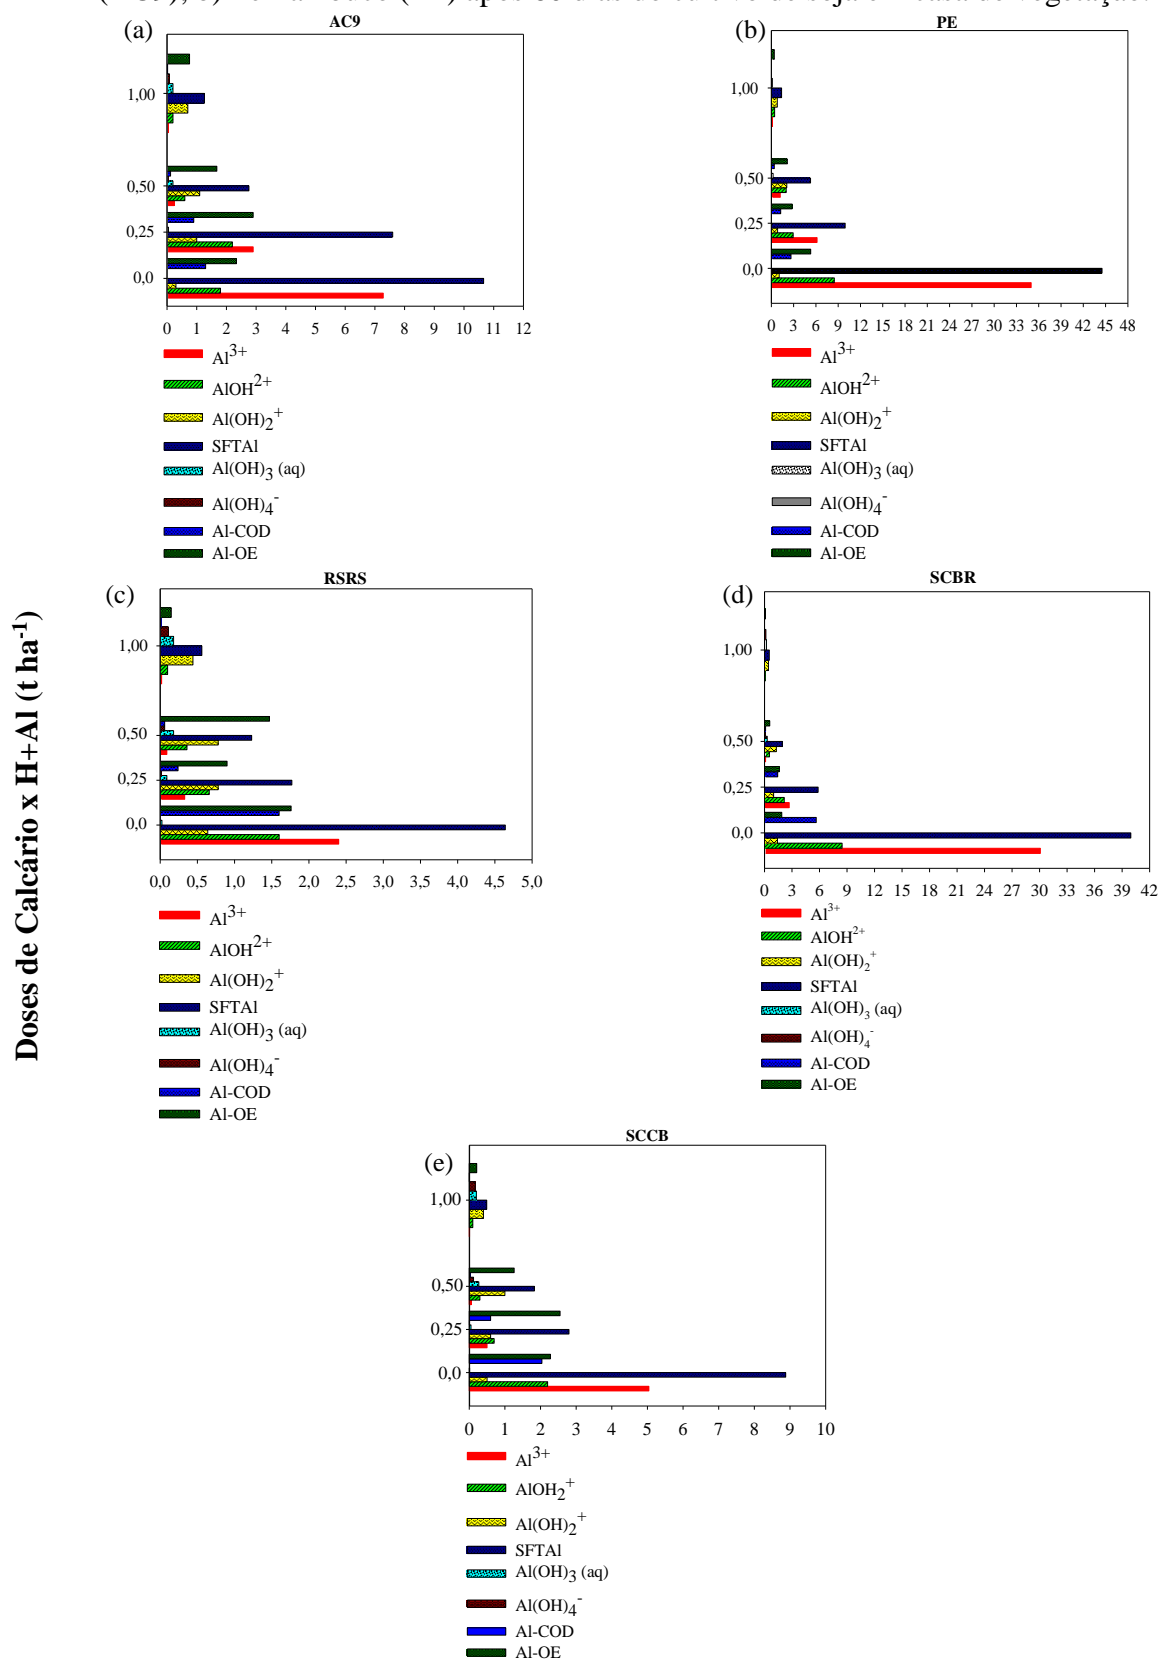 após
de cultivo de soja em casa de vegetação.
(a) AC9
1,00
0,50
0,25
0,0
0 1 2 3 4 5 6 7 8 9 10 11 12
Al3+
AlOH2+
Al(OH)2+
SFTAl
Al(OH)3 (aq)
Al(OH)4-
Al-COD
Al-OE
(b) PE
1,00
0,50
0,25
0,0
0 3 6 9 12 15 18 21 24 27 30 33 36 39 42 45 48
Al3+
AlOH2+
Al(OH)2+
SFTAl
Al(OH)3 (aq)
Al(OH)4-
Al-COD
Al-OE
Doses de Calcário x H+Al (t ha-1)
(c) RSRS
1,00
0,50
0,25
0,0
0,0 0,5 1,0 1,5 2,0 2,5 3,0 3,5 4,0 4,5 5,0
Al3+
AlOH2+
Al(OH)2+
SFTAl
Al(OH)3 (aq)
Al(OH)4-
Al-COD
Al-OE
(d) SCBR
1,00
0,50
0,25
0,0
0 3 6 9 12 15 18 21 24 27 30 33 36 39 42
Al3+
AlOH2+
Al(OH)2+
SFTAl
Al(OH)3 (aq)
Al(OH)4-
Al-COD
Al-OE
(e) SCCB
1,00
0,50
0,25
0,0
0 1 2 3 4 5 6 7 8 9 10
Al3+
AlOH2+
Al(OH)2+
SFTAl
Al(OH)3 (aq)
Al(OH)4-
Al-COD
Al-OE